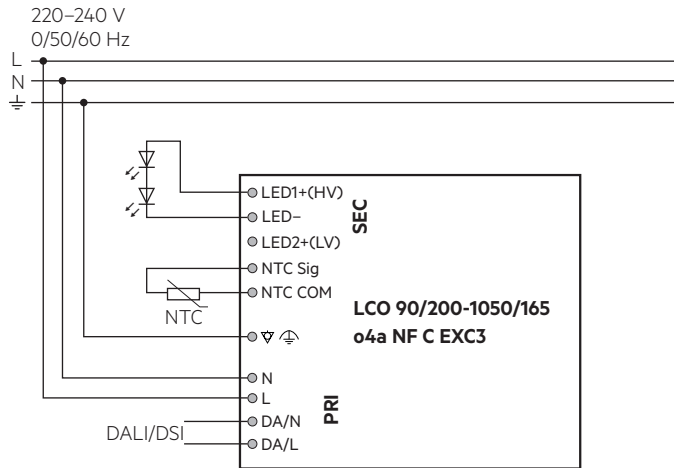 220–240 V
0/50/60 Hz
L
N
LED1+(HV)
LED–
LED2+(LV)
SEC
NTC Sig
NTC COM
NTC
LCO 90/200-1050/165
o4a NF C EXC3
N
L
PRI
DA/N
DALI/DSI
DA/L